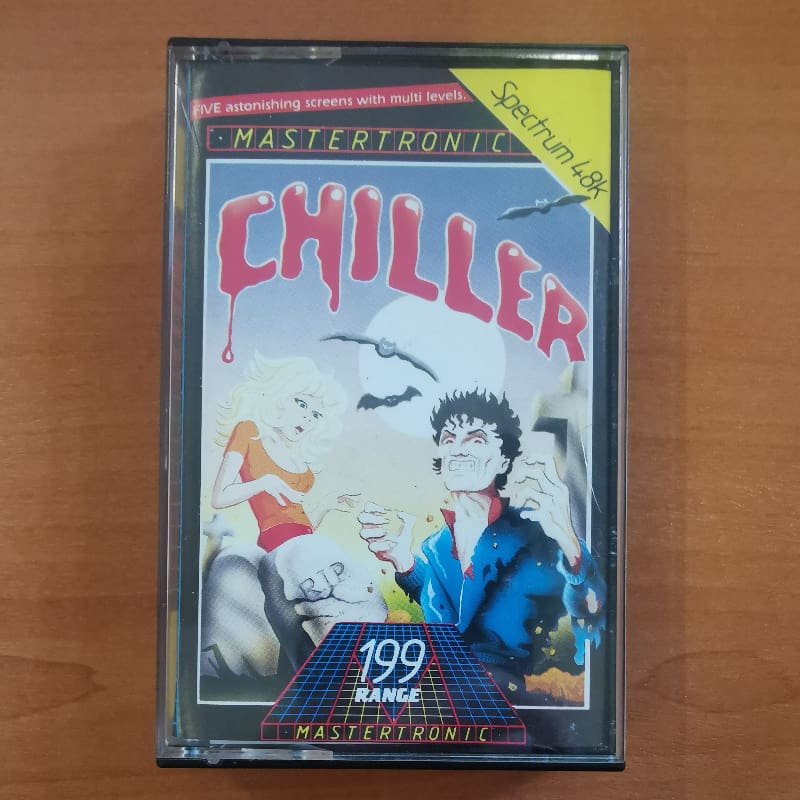 FIVE astonishing screens with multi levels.
Spectrum 48K
MASTERTRONIC
CHILLER
RIP
199
RANGE
MASTERTRONIC